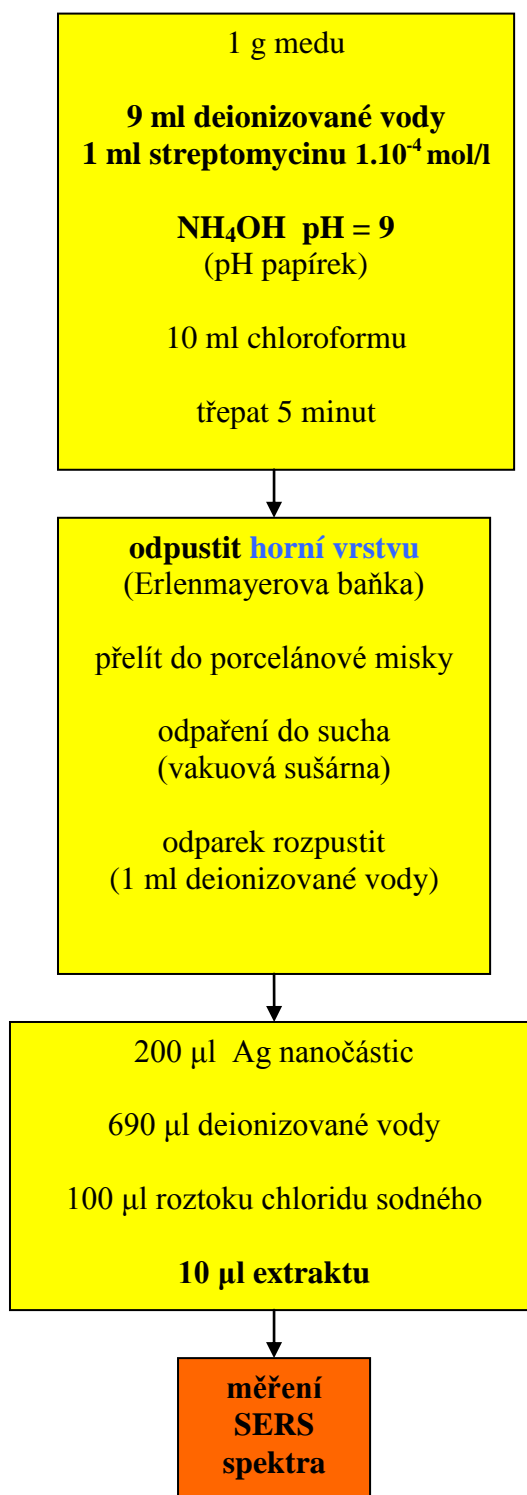 1 g medu
9 ml deionizované vody
1 ml streptomycinu 1.10⁻⁴ mol/l
NH₄OH pH = 9
(pH papírek)
10 ml chloroformu
třepat 5 minut
odpustit horní vrstvu
(Erlenmayerova baňka)
přelít do porcelánové misky
odpaření do sucha
(vakuová sušárna)
odparek rozpustit
(1 ml deionizované vody)
200 μl Ag nanočástic
690 μl deionizované vody
100 μl roztoku chloridu sodného
10 μl extraktu
měření
SERS
spektra